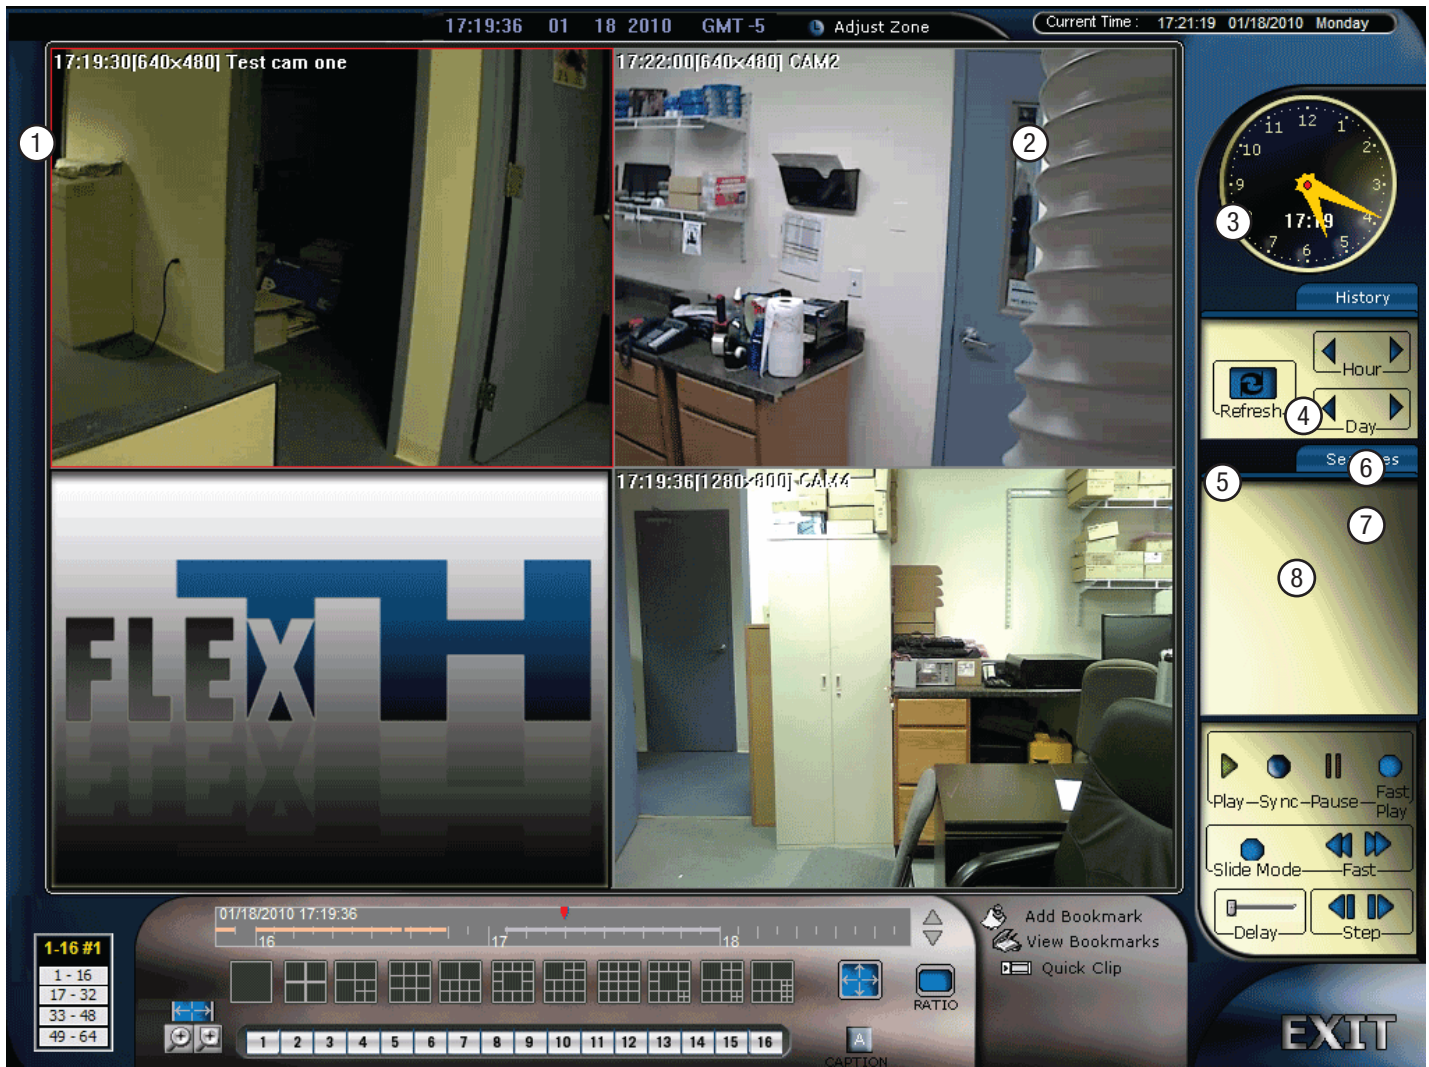 17:19:36 01 18 2010 GMT -5 Adjust Zone
Current Time : 17:21:19 01/18/2010 Monday
17:19:30[640x480] Test cam one
17:22:00[640x480] CAM2
1
2
12
11 1
10 2
9 3
3 17:19 4
7 6 5
History
Hour
Refresh
4
Day
6
5
7
8
17:19:36[1280x800] CAM4
FLEX TH
Play Sync Pause Fast Play
Slide Mode Fast
Delay Step
01/18/2010 17:19:36
16 17 18
Add Bookmark
View Bookmarks
Quick Clip
1-16 #1
1 - 16
17 - 32
33 - 48
49 - 64
RATIO
1 2 3 4 5 6 7 8 9 10 11 12 13 14 15 16
A
CAPTION
EXIT